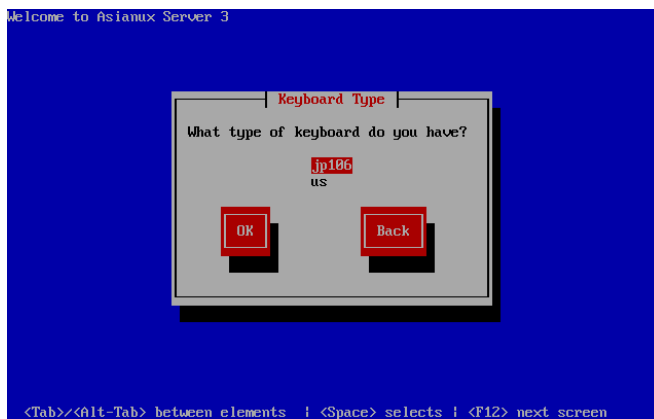 Welcome to Asianux Server 3
Keyboard Type
What type of keyboard do you have?
jp106
us
OK Back
<Tab>/<Alt-Tab> between elements | <Space> selects | <F12> next screen